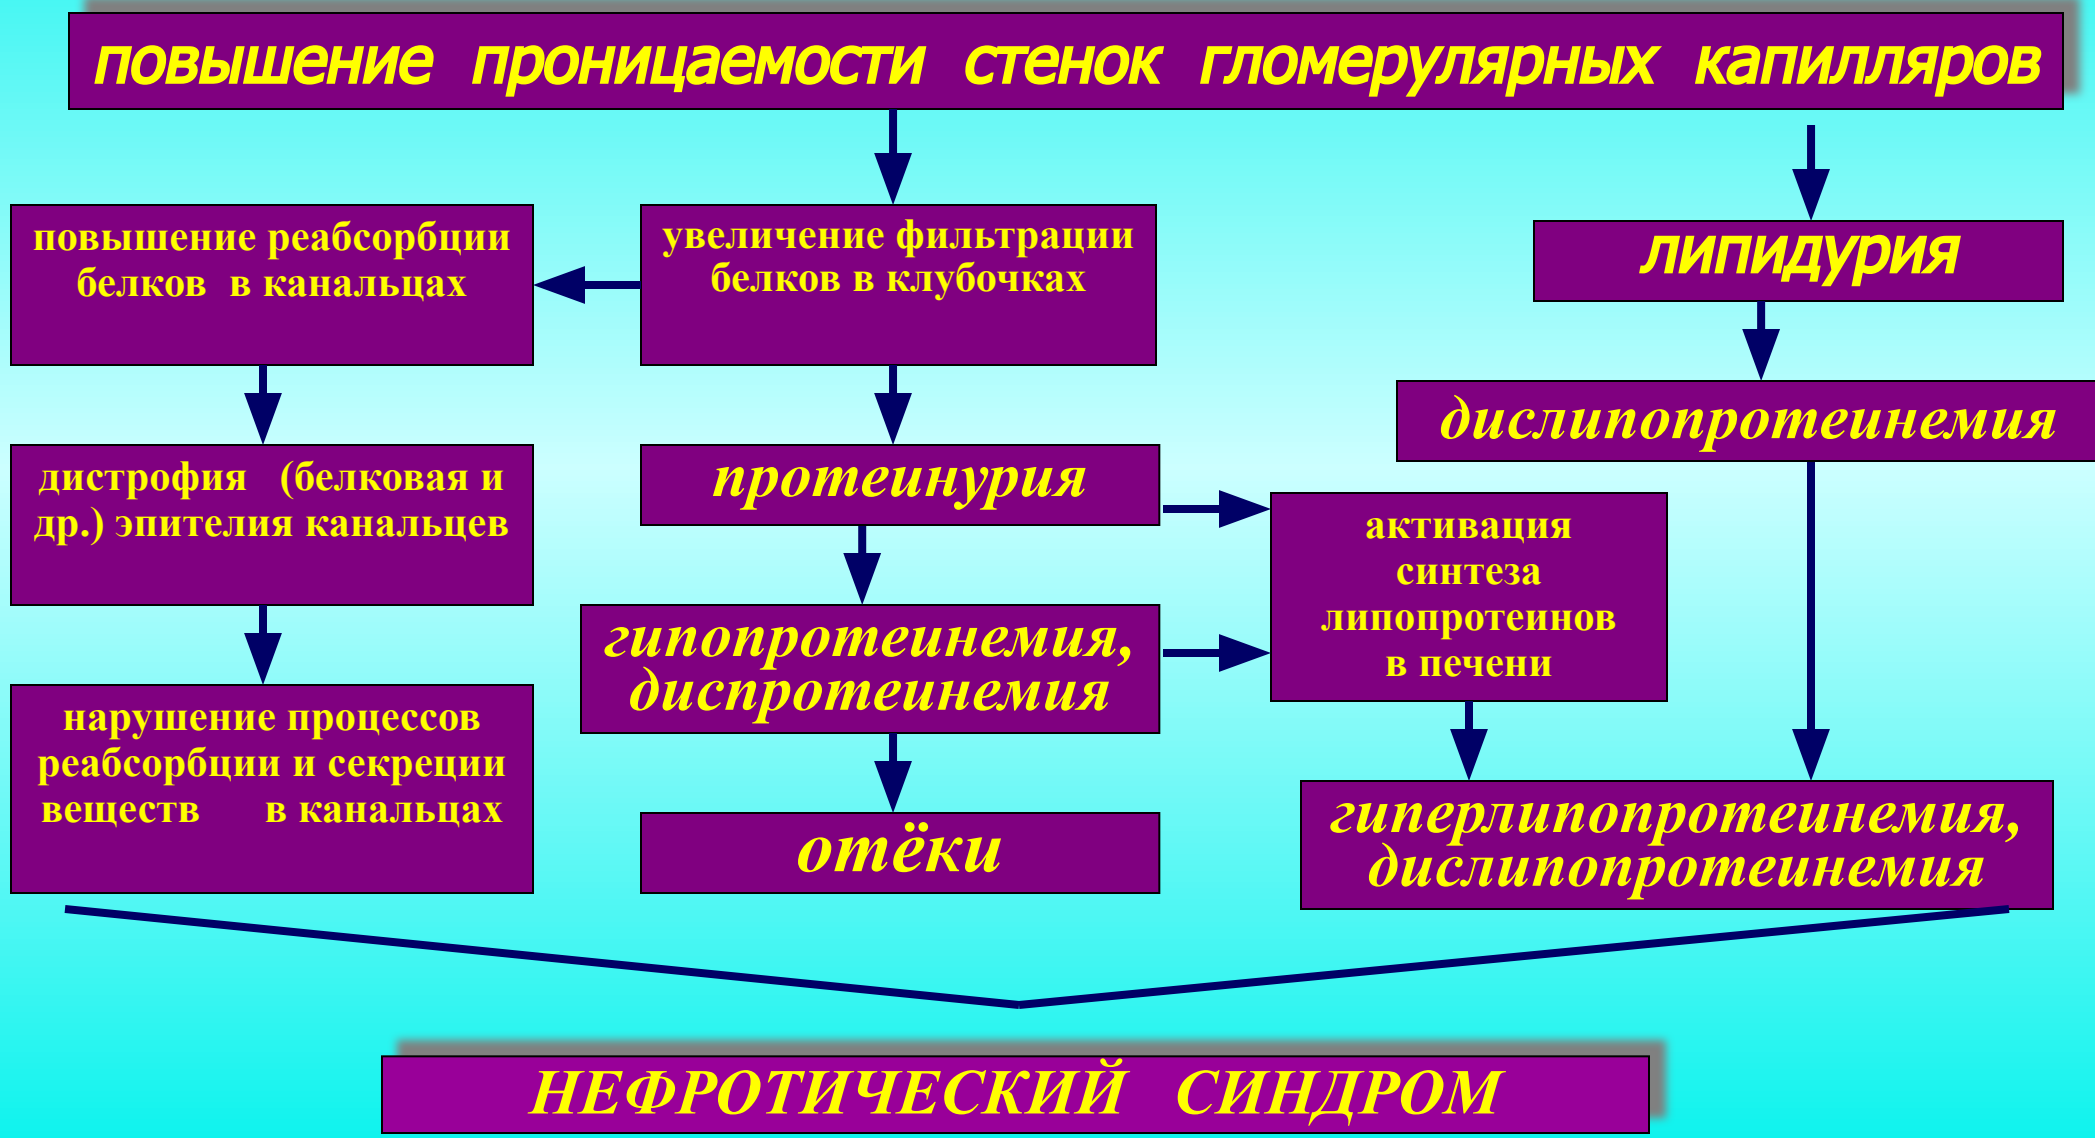 повышение проницаемости стенок гломерулярных капилляров
повышение реабсорбции
белков в канальцах
увеличение фильтрации
белков в клубочках
липидурия
дислипопротеинемия
дистрофия (белковая и
др.) эпителия канальцев
протеинурия
активация
синтеза
липопротеинов
в печени
гипопротеинемия,
диспротеинемия
нарушение процессов
реабсорбции и секреции
веществ в канальцах
отёки
гиперлипопротеинемия,
дислипопротеинемия
НЕФРОТИЧЕСКИЙ СИНДРОМ